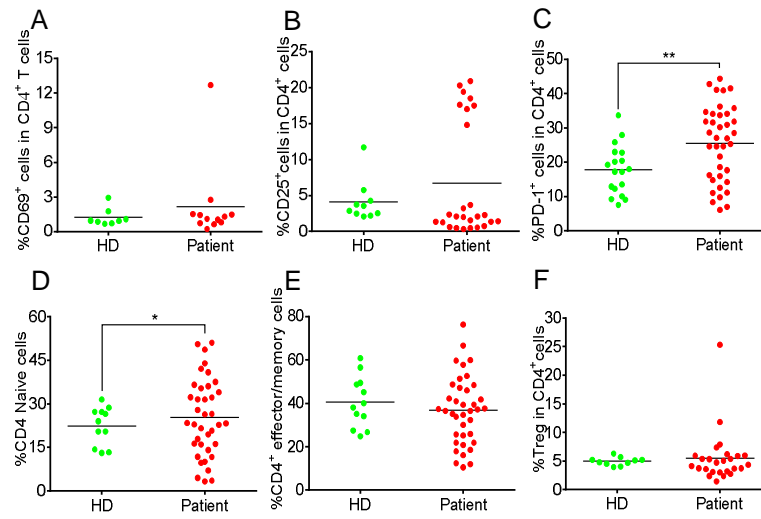 A
%CD69⁺ cells in CD4⁺ T cells
15
12
9
6
3
0
HD
Patient
B
%CD25⁺cells in CD4⁺ cells
25
20
15
10
5
0
HD
Patient
C
%PD-1⁺ cells in CD4⁺ cells
50
40
30
20
10
0
**
HD
Patient
D
%CD4 Naive cells
60
45
30
15
0
*
HD
Patient
E
%CD4⁺ effector/memory cells
80
60
40
20
0
HD
Patient
F
%Treg in CD4⁺cells
30
25
20
15
10
5
0
HD
Patient